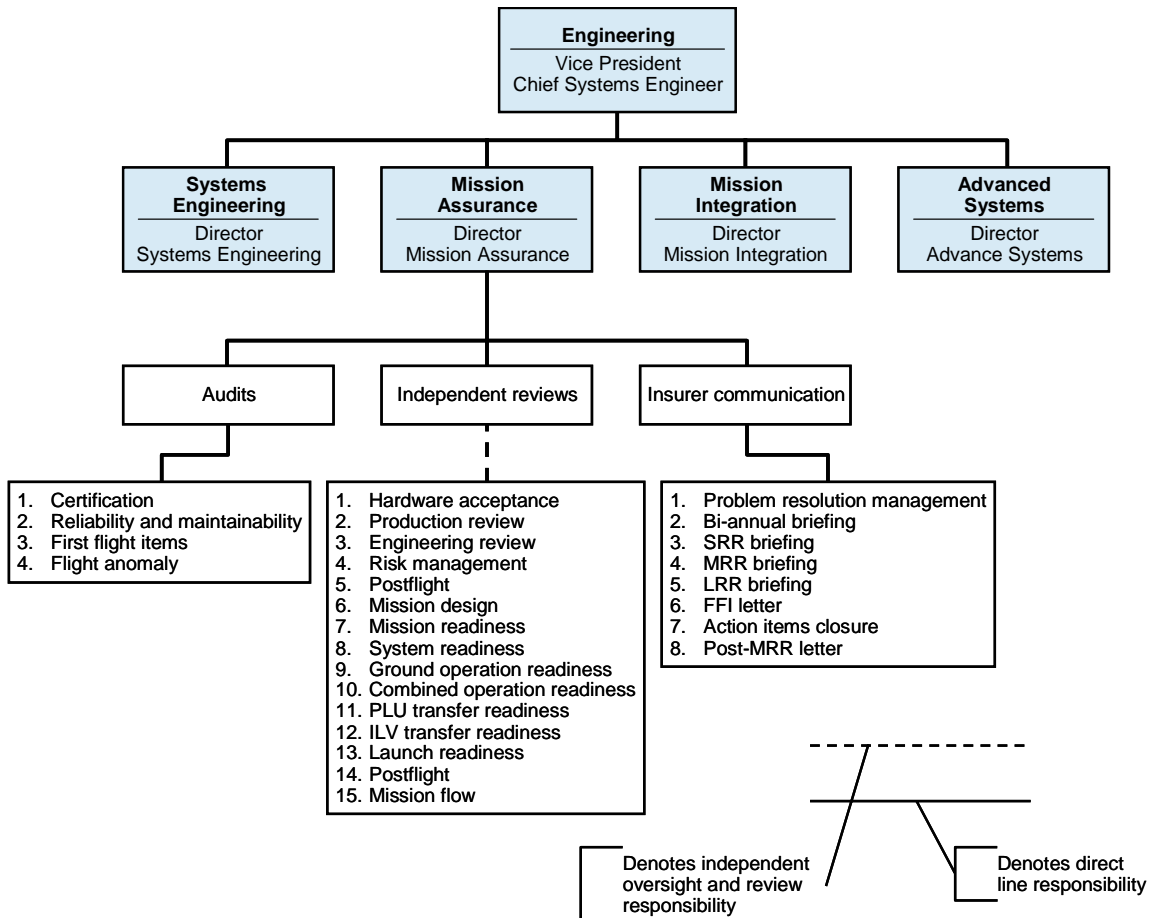 Engineering
Vice President
Chief Systems Engineer
Systems
Engineering
Director
Systems Engineering
Mission
Assurance
Director
Mission Assurance
Mission
Integration
Director
Mission Integration
Advanced
Systems
Director
Advance Systems
Audits
Independent reviews
Insurer communication
1. Certification
2. Reliability and maintainability
3. First flight items
4. Flight anomaly
1. Hardware acceptance
2. Production review
3. Engineering review
4. Risk management
5. Postflight
6. Mission design
7. Mission readiness
8. System readiness
9. Ground operation readiness
10. Combined operation readiness
11. PLU transfer readiness
12. ILV transfer readiness
13. Launch readiness
14. Postflight
15. Mission flow
1. Problem resolution management
2. Bi-annual briefing
3. SRR briefing
4. MRR briefing
5. LRR briefing
6. FFI letter
7. Action items closure
8. Post-MRR letter
Denotes independent
oversight and review
responsibility
Denotes direct
line responsibility